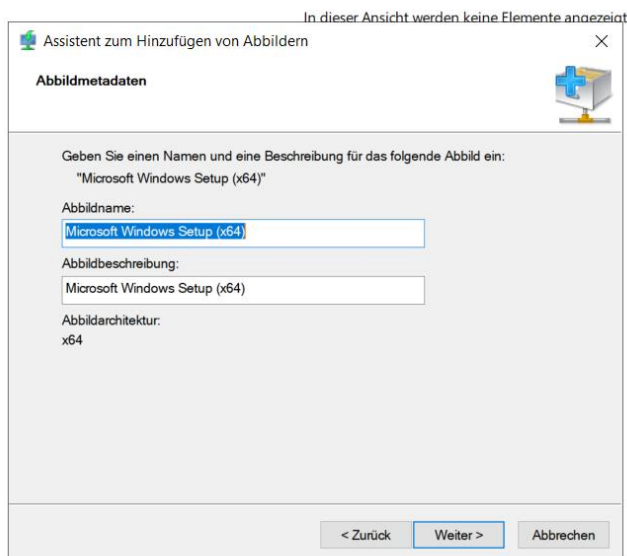 In dieser Ansicht werden keine Elemente angezeigt
Assistent zum Hinzufügen von Abbildern
Abbildmetadaten
Geben Sie einen Namen und eine Beschreibung für das folgende Abbild ein:
"Microsoft Windows Setup (x64)"
Abbildname:
Microsoft Windows Setup (x64)
Abbildbeschreibung:
Microsoft Windows Setup (x64)
Abbildarchitektur:
x64
< Zurück Weiter > Abbrechen